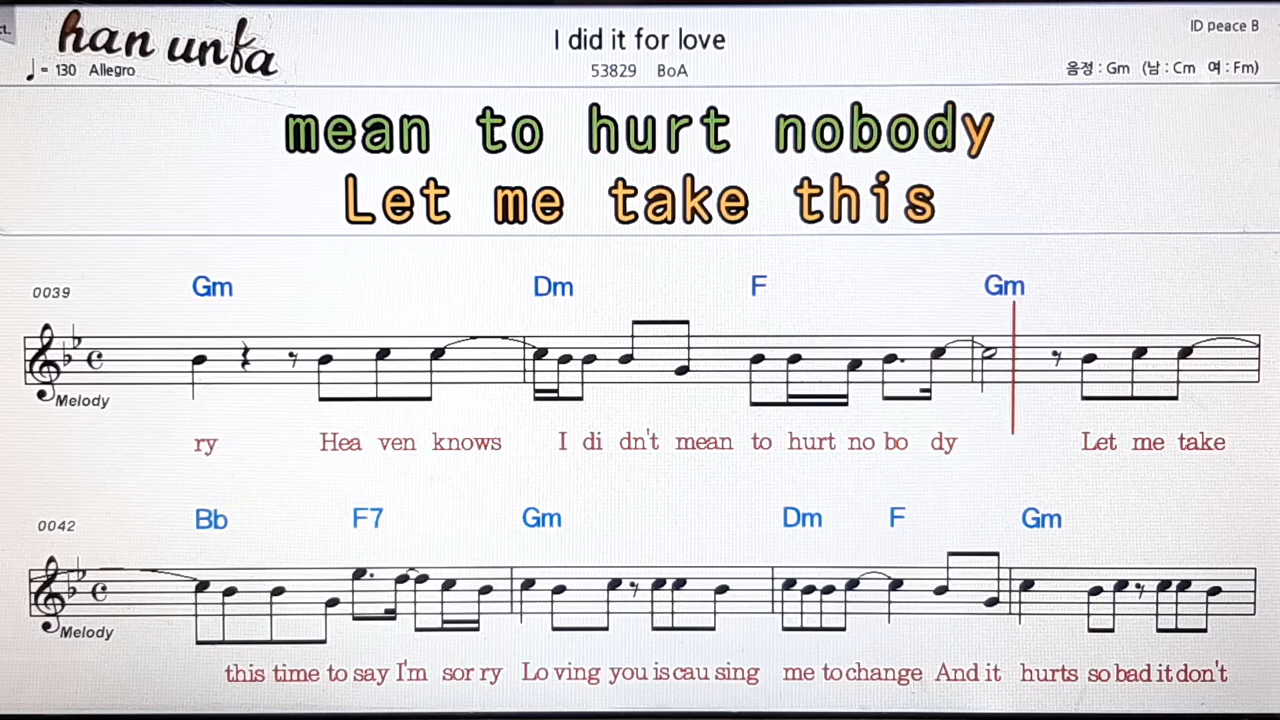 ct.
han unfa
I did it for love
ID peace B
♩ = 130 Allegro
53829 BoA
음정 : Gm (남 : Cm 여 : Fm)
mean to hurt nobody
Let me take this
0039
Gm Dm F Gm
Melody
ry Hea ven knows I di dn't mean to hurt no bo dy Let me take
0042
Bb F7 Gm Dm F Gm
Melody
this time to say I'm sor ry Lo ving you is cau sing me to change And it hurts so bad it don't